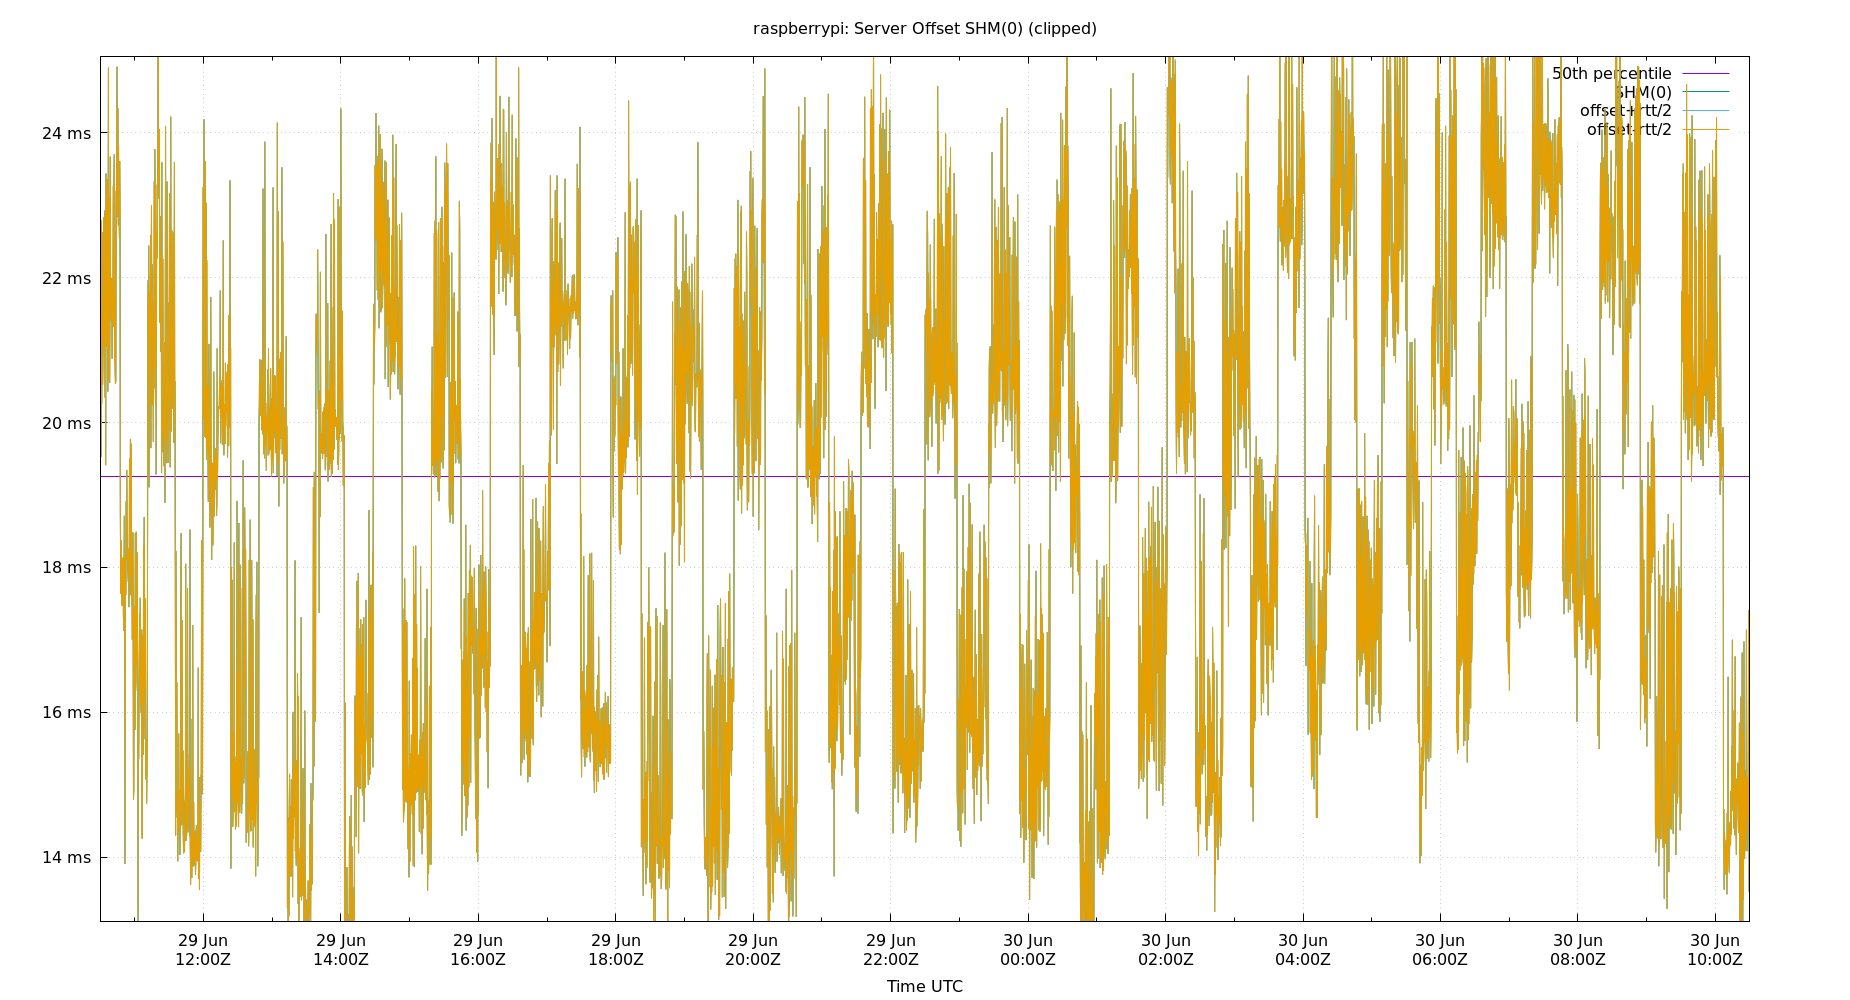 raspberrypi: Server Offset SHM(0) (clipped)
50th percentile
SHM(0)
offset+rtt/2
offset-rtt/2
24 ms
22 ms
20 ms
18 ms
16 ms
14 ms
29 Jun 29 Jun 29 Jun 29 Jun 29 Jun 29 Jun 30 Jun 30 Jun 30 Jun 30 Jun 30 Jun 30 Jun
12:00Z 14:00Z 16:00Z 18:00Z 20:00Z 22:00Z 00:00Z 02:00Z 04:00Z 06:00Z 08:00Z 10:00Z
Time UTC